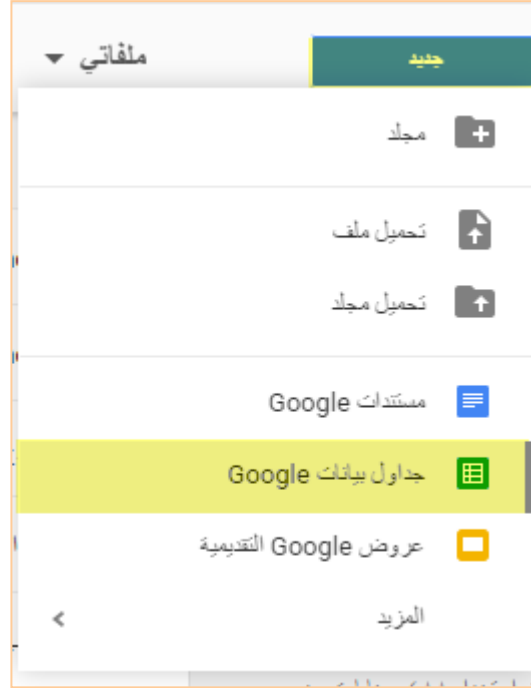 جديد
ملفاتي
مجلد
تحميل ملف
تحميل مجلد
مستندات Google
جداول بيانات Google
عروض Google التقديمية
المزيد